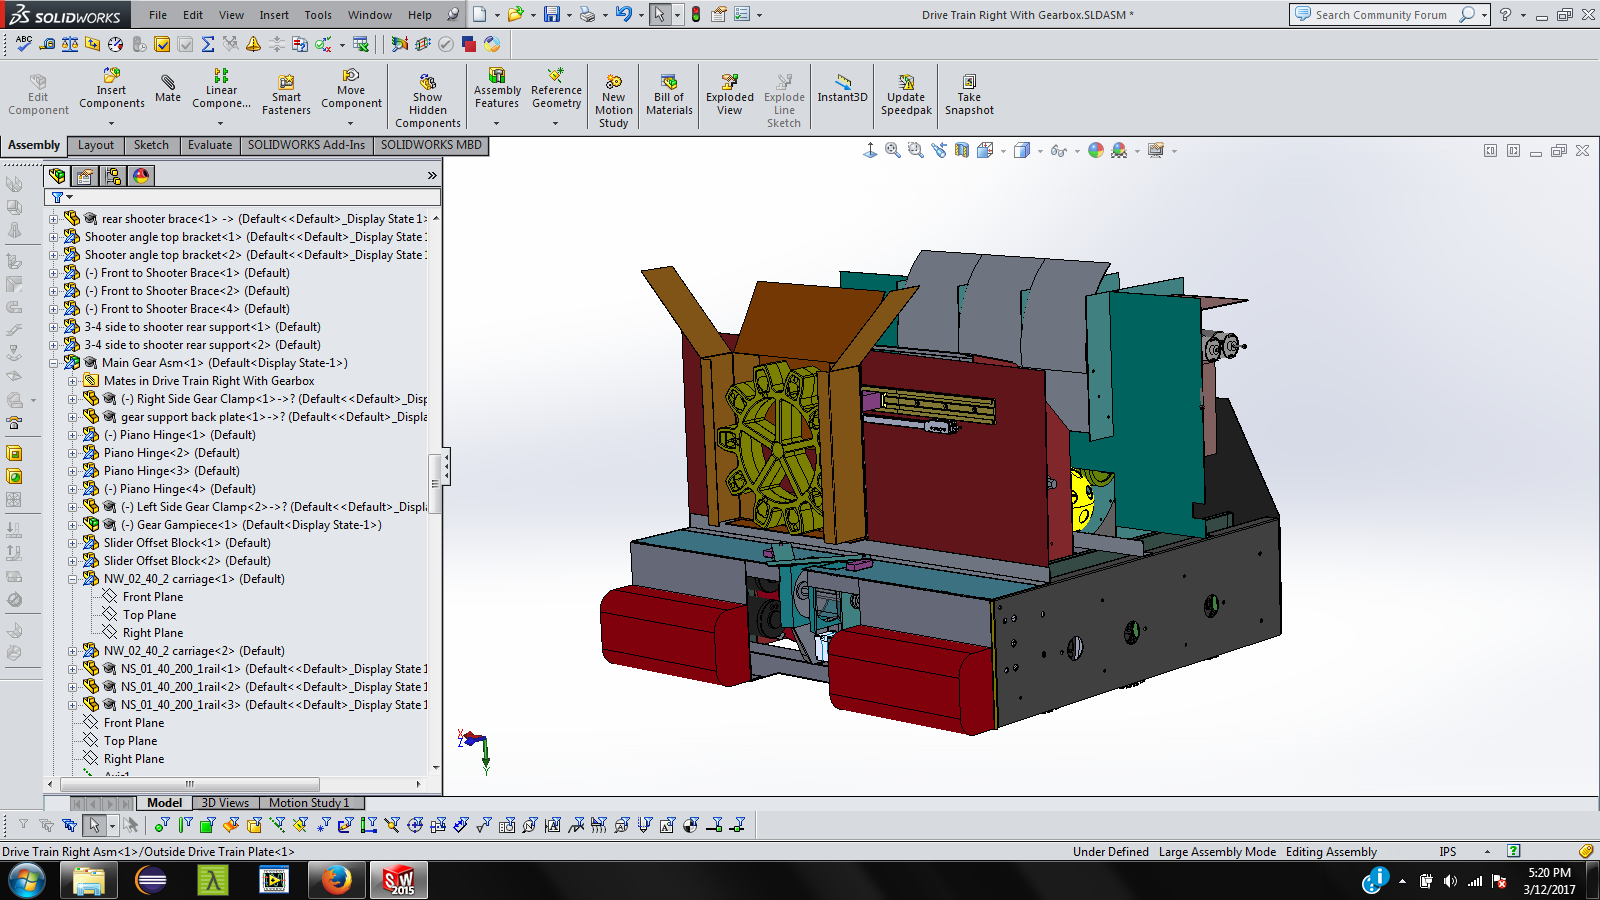 SOLIDWORKS File Edit View Insert Tools Window Help Drive Train Right With Gearbox.SLDASM * Search Community Forum
Edit Component
Insert Components
Mate
Linear Compone...
Smart Fasteners
Move Component
Show Hidden Components
Assembly Features
Reference Geometry
New Motion Study
Bill of Materials
Exploded View
Explode Line Sketch
Instant3D
Update Speedpak
Take Snapshot
Assembly Layout Sketch Evaluate SOLIDWORKS Add-Ins SOLIDWORKS MBD
rear shooter brace<1> -> (Default<<Default>_Display State 1>
Shooter angle top bracket<1> (Default<<Default>_Display State 1
Shooter angle top bracket<2> (Default<<Default>_Display State 1
(-) Front to Shooter Brace<1> (Default)
(-) Front to Shooter Brace<2> (Default)
(-) Front to Shooter Brace<4> (Default)
3-4 side to shooter rear support<1> (Default)
3-4 side to shooter rear support<2> (Default)
Main Gear Asm<1> (Default<Display State-1>)
Mates in Drive Train Right With Gearbox
(-) Right Side Gear Clamp<1>->? (Default<<Default>_Disp
gear support back plate<1>->? (Default<<Default>_Displa
(-) Piano Hinge<1> (Default)
Piano Hinge<2> (Default)
Piano Hinge<3> (Default)
(-) Piano Hinge<4> (Default)
(-) Left Side Gear Clamp<2>->? (Default<<Default>_Displ
(-) Gear Gampiece<1> (Default<Display State-1>)
Slider Offset Block<1> (Default)
Slider Offset Block<2> (Default)
NW_02_40_2 carriage<1> (Default)
Front Plane
Top Plane
Right Plane
NW_02_40_2 carriage<2> (Default)
NS_01_40_200_1rail<1> (Default<<Default>_Display State 1
NS_01_40_200_1rail<2> (Default<<Default>_Display State 1
NS_01_40_200_1rail<3> (Default<<Default>_Display State 1
Front Plane
Top Plane
Right Plane
Axis1
Model 3D Views Motion Study 1
Drive Train Right Asm<1>/Outside Drive Train Plate<1> Under Defined Large Assembly Mode Editing Assembly IPS
5:20 PM
3/12/2017